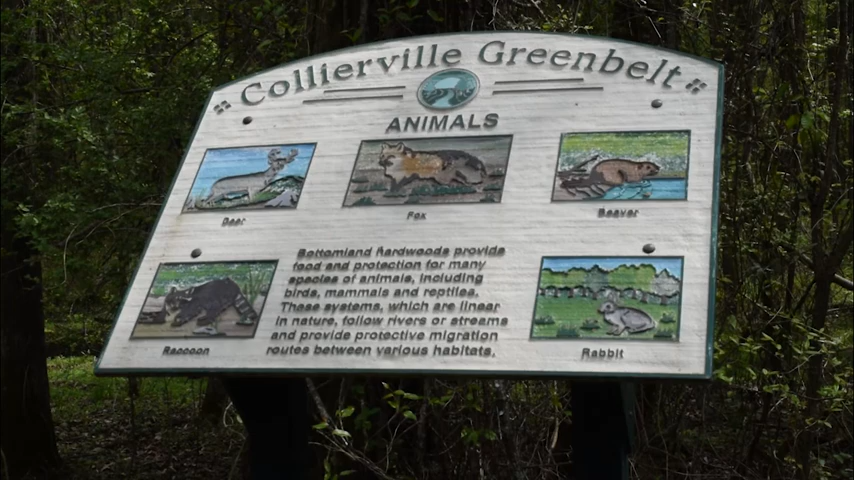 Collierville Greenbelt
ANIMALS
Deer
Fox
Beaver
Bottomland hardwoods provide
food and protection for many
species of animals, including
birds, mammals and reptiles.
These systems, which are linear
in nature, follow rivers or streams
and provide protective migration
routes between various habitats.
Raccoon
Rabbit